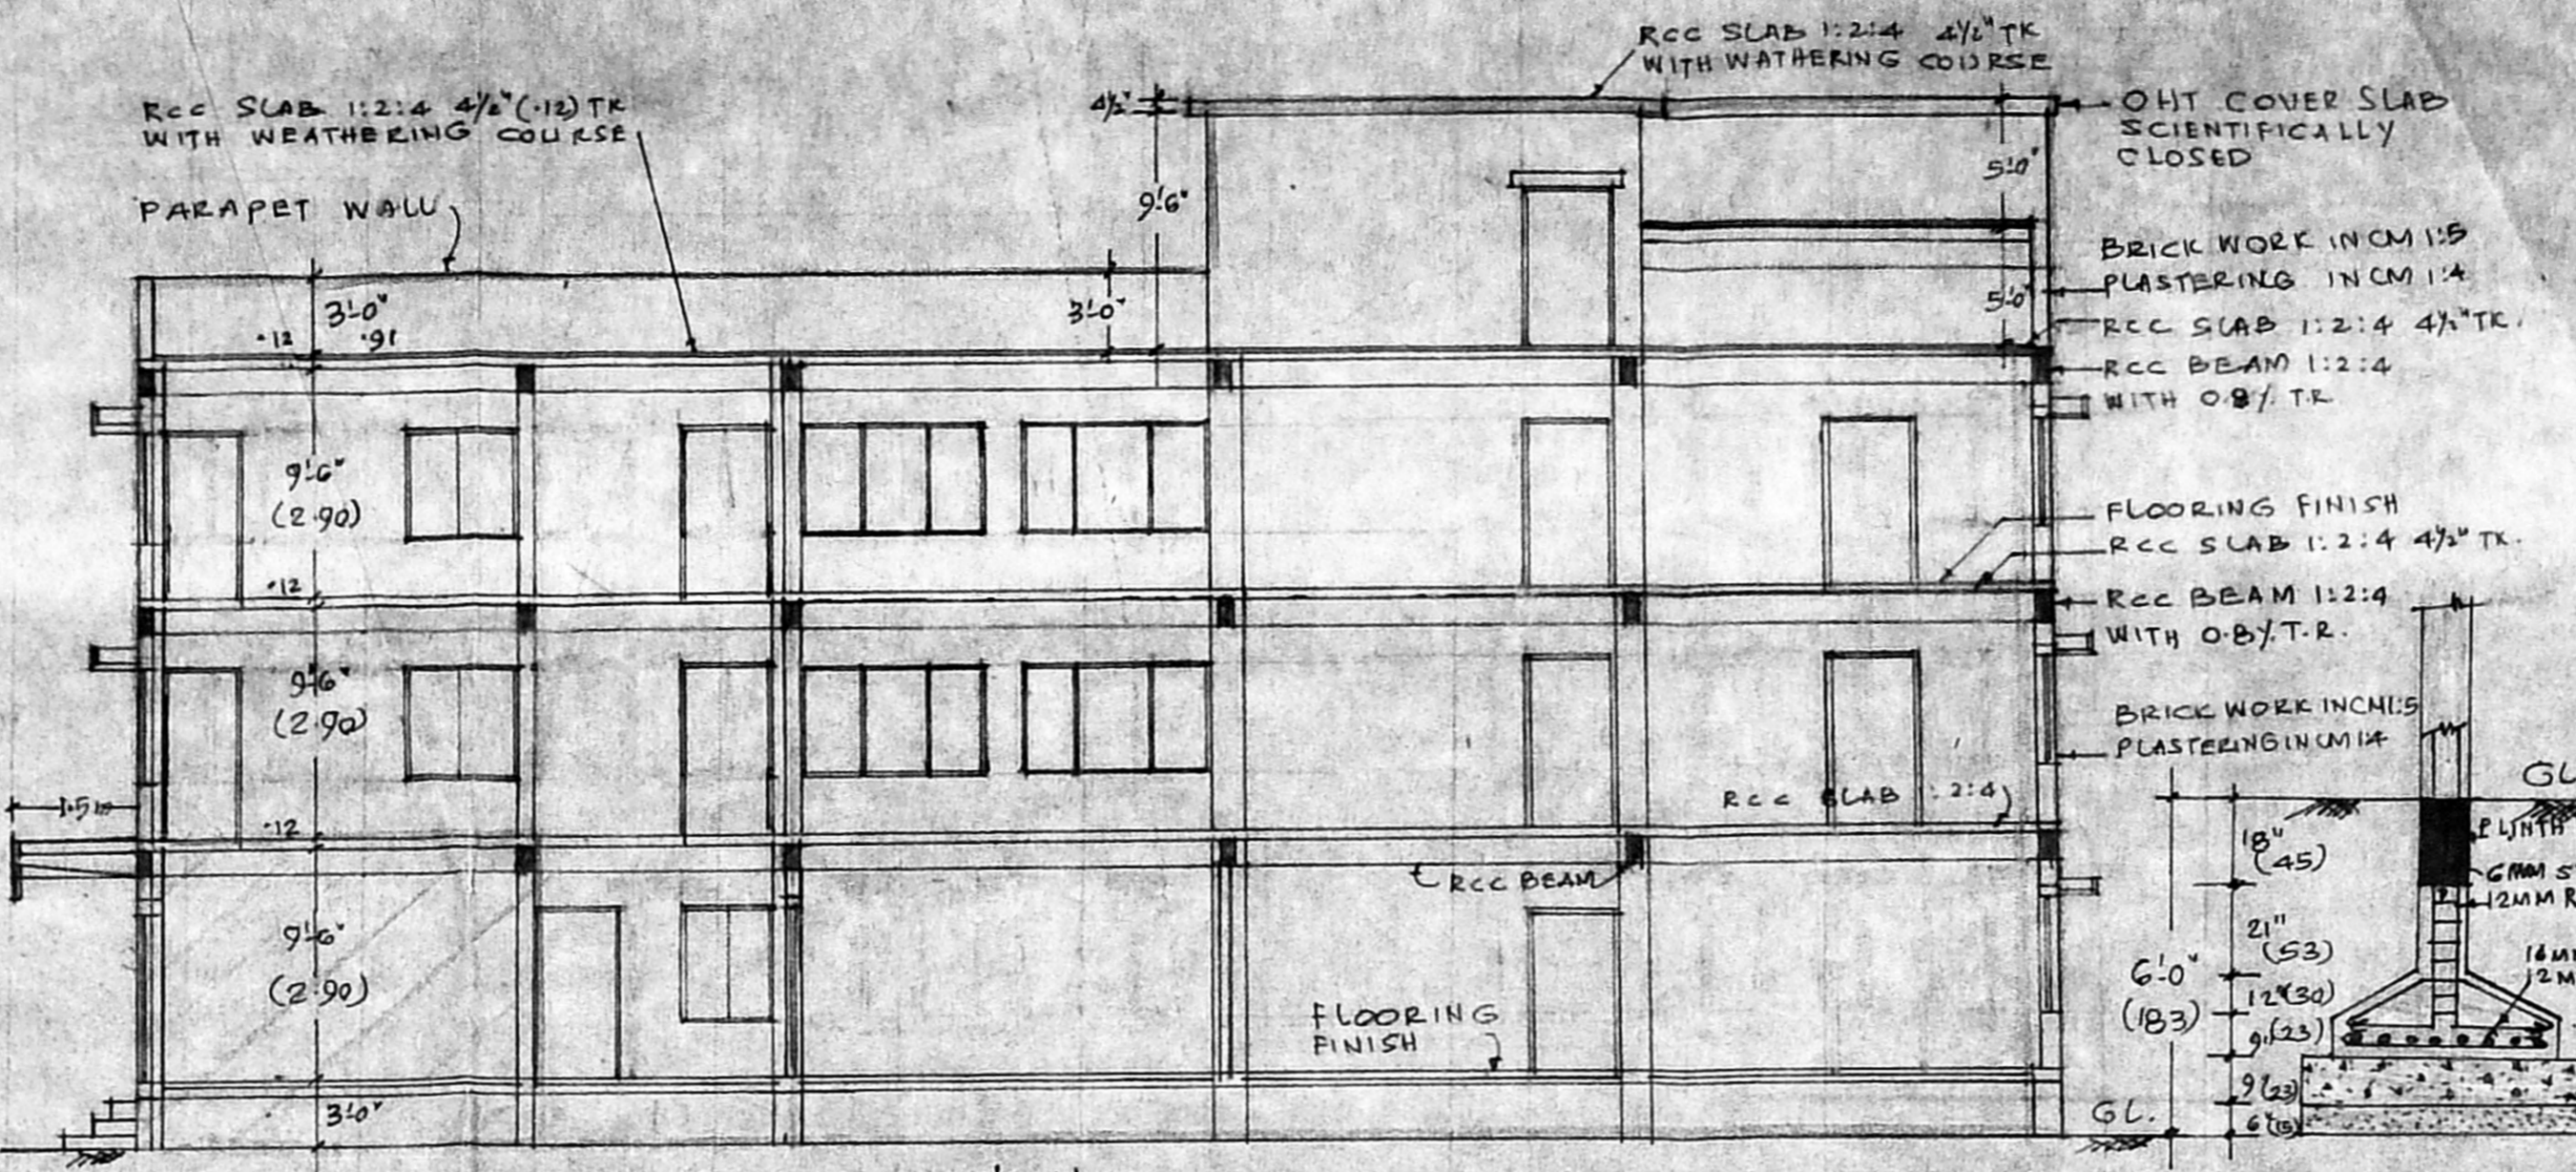 RCC SLAB 1:2:4 4½" TK
WITH WATHERING COURSE
RCC SLAB 1:2:4 4½"(.12) TK
WITH WEATHERING COURSE
4½"
OHT COVER SLAB
SCIENTIFICALLY
CLOSED
PARAPET WALL
9'-6"
5'-0"
BRICK WORK IN CM 1:5
PLASTERING IN CM 1:4
3'-0"
.12 .91
3'-0"
5'-0"
RCC SLAB 1:2:4 4½" TK.
RCC BEAM 1:2:4
WITH 0.8% T.R.
9'-6"
(2.90)
FLOORING FINISH
RCC SLAB 1:2:4 4½" TK.
.12
RCC BEAM 1:2:4
WITH 0.8% T.R.
9'-6"
(2.90)
BRICK WORK IN CM 1:5
PLASTERING IN CM 1:4
GL
1.5
RCC SLAB 1:2:4
.12
18"
(45)
PLINTH
RCC BEAM
6MM S
12MM R
9'-6"
(2.90)
21"
(53)
6'-0"
(183)
12"(30)
9"(23)
16M
12M
FLOORING
FINISH
9(23)
3'-0"
GL.
6"(15)